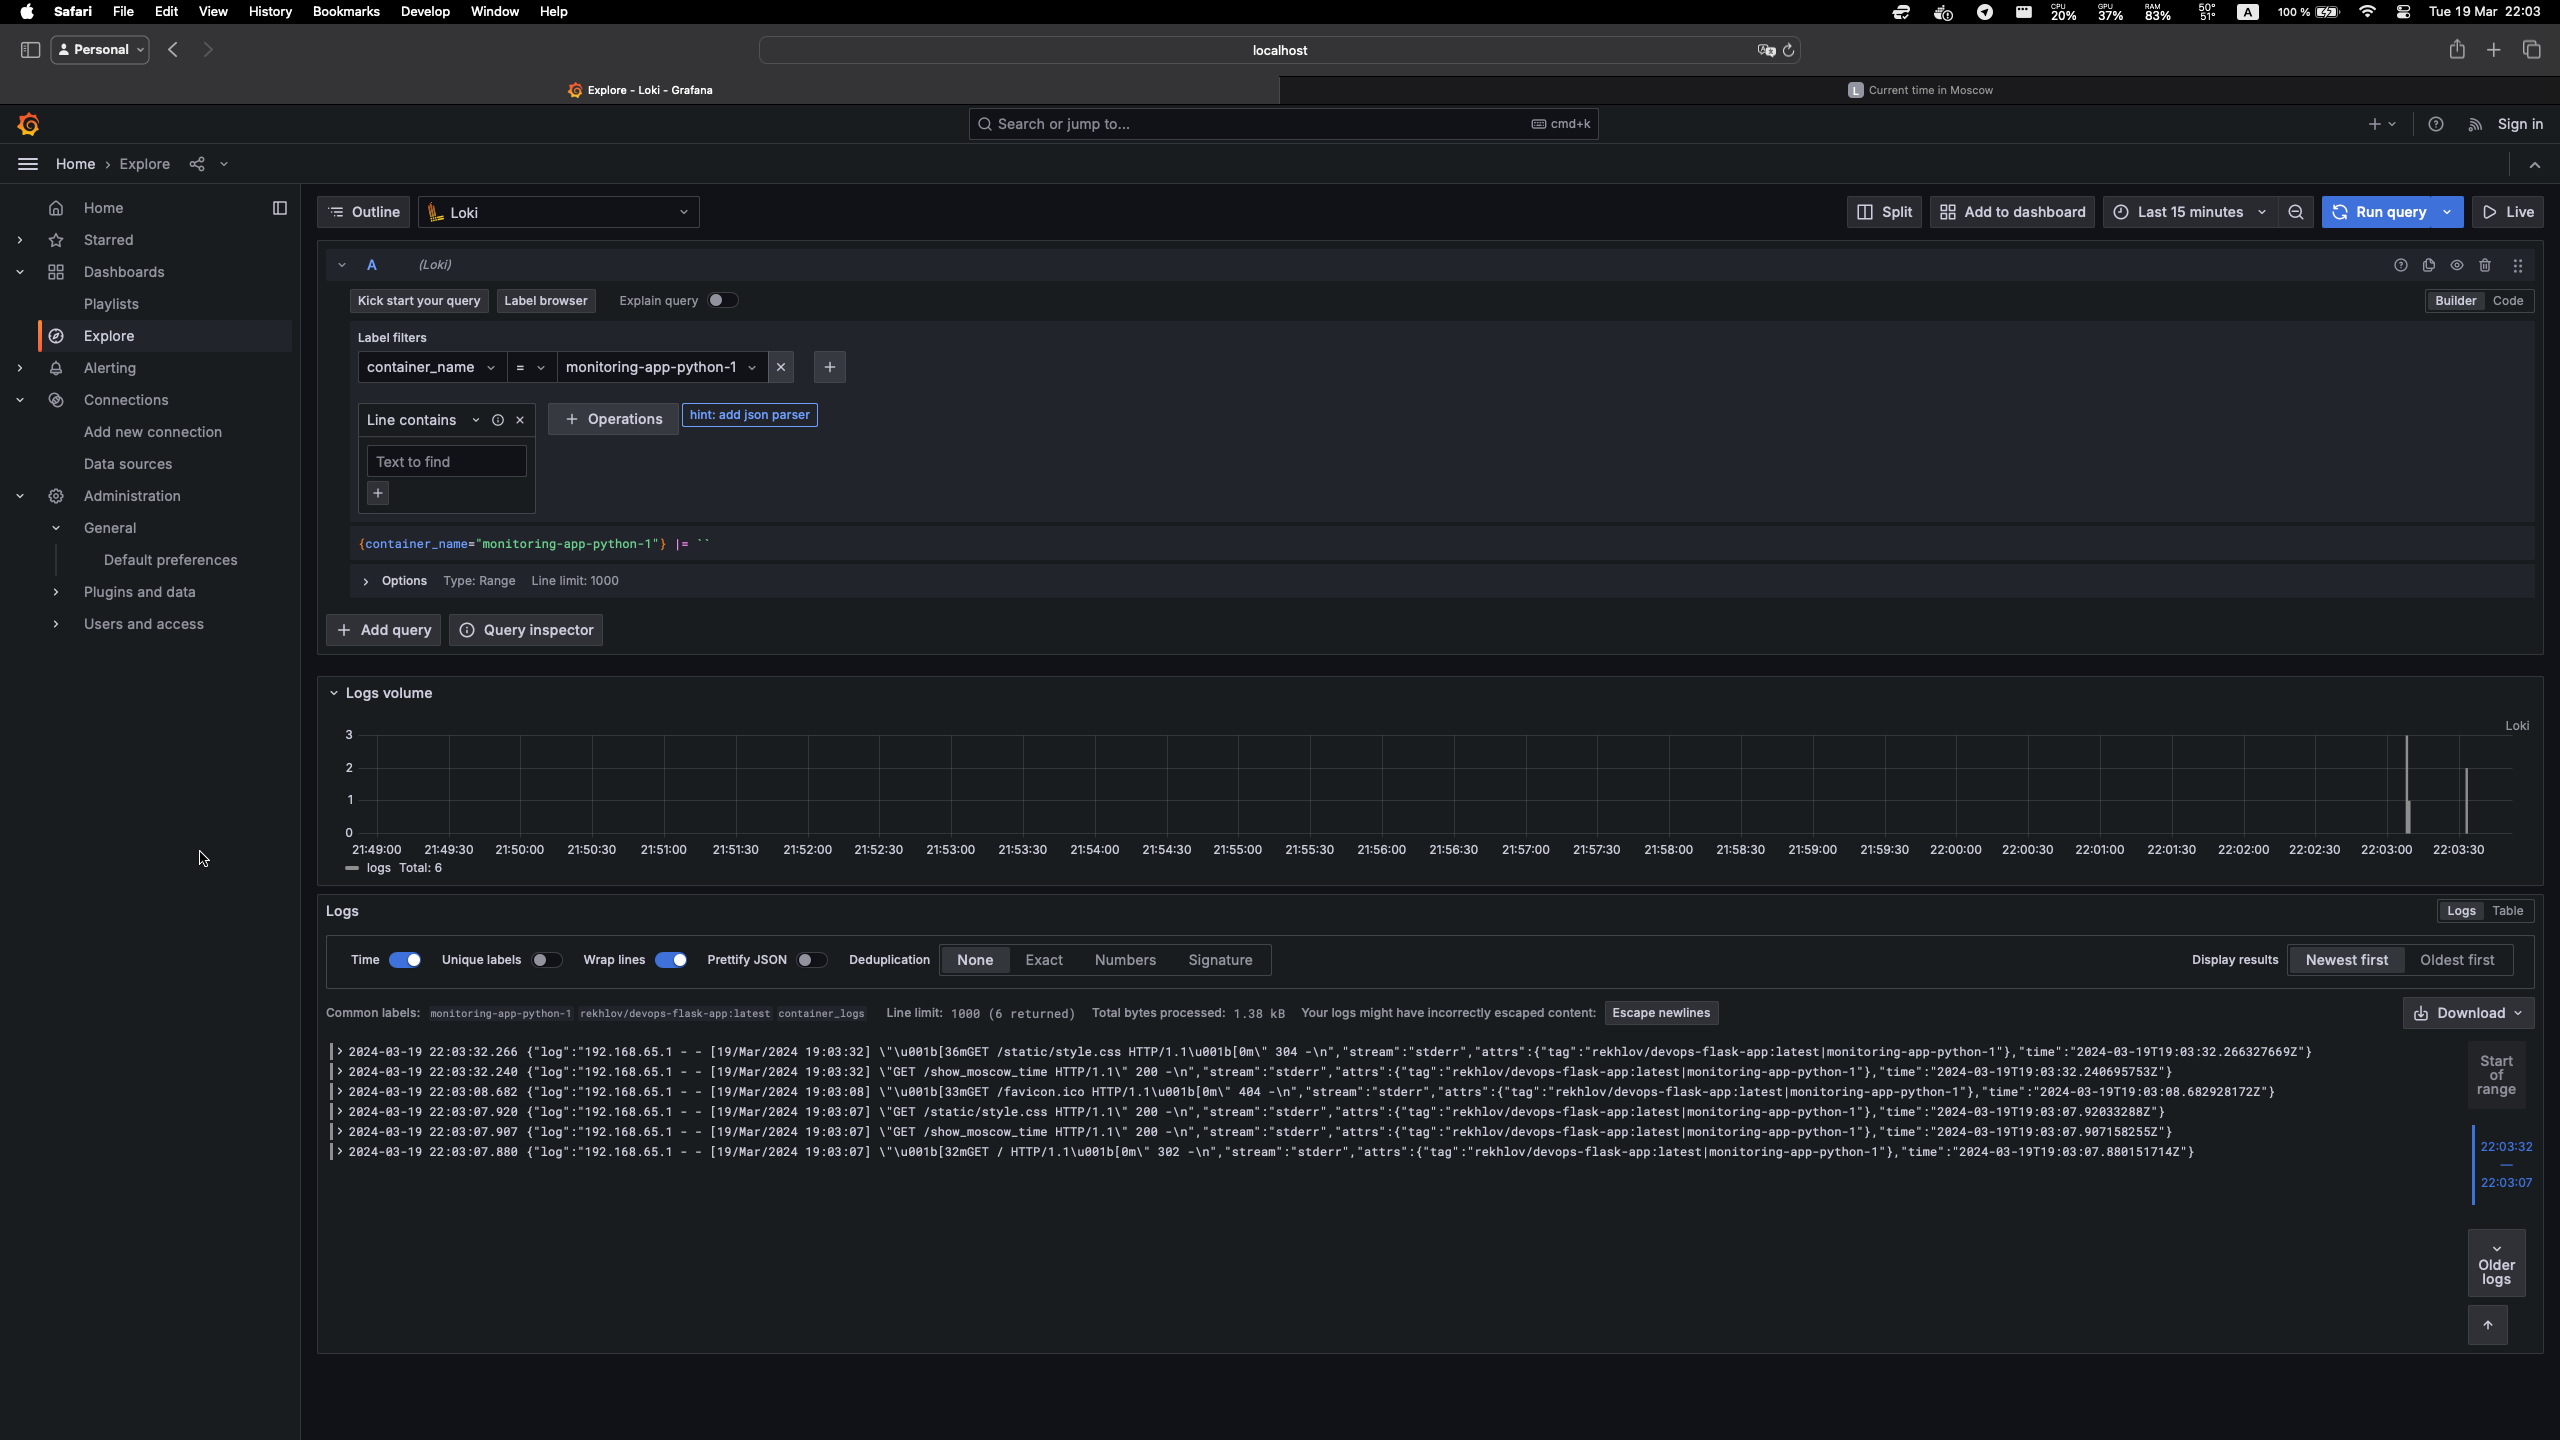 Safari File Edit View History Bookmarks Develop Window Help CPU 20% GPU 37% RAM 83% 50° 51° A 100 % Tue 19 Mar 22:03
Personal localhost
Explore - Loki - Grafana L Current time in Moscow
Search or jump to... cmd+k Sign in
Home › Explore
Home
Starred
Dashboards
Playlists
Explore
Alerting
Connections
Add new connection
Data sources
Administration
General
Default preferences
Plugins and data
Users and access
Outline Loki Split Add to dashboard Last 15 minutes Run query Live
A (Loki)
Kick start your query Label browser Explain query Builder Code
Label filters
container_name = monitoring-app-python-1
Line contains + Operations hint: add json parser
Text to find
{container_name="monitoring-app-python-1"} |= ``
Options Type: Range Line limit: 1000
+ Add query Query inspector
Logs volume
Loki
3
2
1
0
21:49:00 21:49:30 21:50:00 21:50:30 21:51:00 21:51:30 21:52:00 21:52:30 21:53:00 21:53:30 21:54:00 21:54:30 21:55:00 21:55:30 21:56:00 21:56:30 21:57:00 21:57:30 21:58:00 21:58:30 21:59:00 21:59:30 22:00:00 22:00:30 22:01:00 22:01:30 22:02:00 22:02:30 22:03:00 22:03:30
logs Total: 6
Logs Logs Table
Time Unique labels Wrap lines Prettify JSON Deduplication None Exact Numbers Signature Display results Newest first Oldest first
Common labels: monitoring-app-python-1 rekhlov/devops-flask-app:latest container_logs Line limit: 1000 (6 returned) Total bytes processed: 1.38 kB Your logs might have incorrectly escaped content: Escape newlines Download
2024-03-19 22:03:32.266 {"log":"192.168.65.1 - - [19/Mar/2024 19:03:32] \"\u001b[36mGET /static/style.css HTTP/1.1\u001b[0m\" 304 -\n","stream":"stderr","attrs":{"tag":"rekhlov/devops-flask-app:latest|monitoring-app-python-1"},"time":"2024-03-19T19:03:32.266327669Z"}
2024-03-19 22:03:32.240 {"log":"192.168.65.1 - - [19/Mar/2024 19:03:32] \"GET /show_moscow_time HTTP/1.1\" 200 -\n","stream":"stderr","attrs":{"tag":"rekhlov/devops-flask-app:latest|monitoring-app-python-1"},"time":"2024-03-19T19:03:32.240695753Z"}
2024-03-19 22:03:08.682 {"log":"192.168.65.1 - - [19/Mar/2024 19:03:08] \"\u001b[33mGET /favicon.ico HTTP/1.1\u001b[0m\" 404 -\n","stream":"stderr","attrs":{"tag":"rekhlov/devops-flask-app:latest|monitoring-app-python-1"},"time":"2024-03-19T19:03:08.682928172Z"}
2024-03-19 22:03:07.920 {"log":"192.168.65.1 - - [19/Mar/2024 19:03:07] \"GET /static/style.css HTTP/1.1\" 200 -\n","stream":"stderr","attrs":{"tag":"rekhlov/devops-flask-app:latest|monitoring-app-python-1"},"time":"2024-03-19T19:03:07.92033288Z"}
2024-03-19 22:03:07.907 {"log":"192.168.65.1 - - [19/Mar/2024 19:03:07] \"GET /show_moscow_time HTTP/1.1\" 200 -\n","stream":"stderr","attrs":{"tag":"rekhlov/devops-flask-app:latest|monitoring-app-python-1"},"time":"2024-03-19T19:03:07.907158255Z"}
2024-03-19 22:03:07.880 {"log":"192.168.65.1 - - [19/Mar/2024 19:03:07] \"\u001b[32mGET / HTTP/1.1\u001b[0m\" 302 -\n","stream":"stderr","attrs":{"tag":"rekhlov/devops-flask-app:latest|monitoring-app-python-1"},"time":"2024-03-19T19:03:07.880151714Z"}
Start
of
range
22:03:32
—
22:03:07
Older
logs